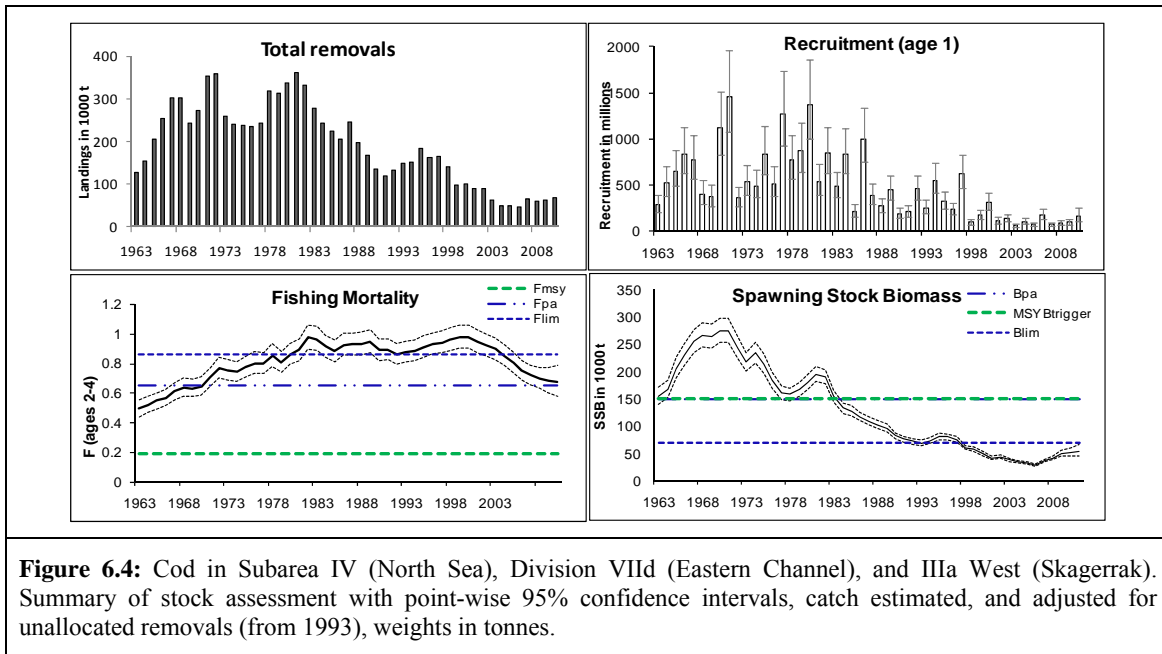 Total removals
Landings in 1000 t
400
300
200
100
0
1963 1968 1973 1978 1983 1988 1993 1998 2003 2008
Recruitment (age 1)
Recruitment in millions
2000
1500
1000
500
0
1963 1968 1973 1978 1983 1988 1993 1998 2003 2008
Fishing Mortality
Fmsy
Fpa
Flim
F (ages 2-4)
1.2
1
0.8
0.6
0.4
0.2
0
1963 1968 1973 1978 1983 1988 1993 1998 2003
Spawning Stock Biomass
Bpa
MSY Btrigger
Blim
SSB in 1000 t
350
300
250
200
150
100
50
0
1963 1968 1973 1978 1983 1988 1993 1998 2003 2008
Figure 6.4: Cod in Subarea IV (North Sea), Division VIId (Eastern Channel), and IIIa West (Skagerrak).
Summary of stock assessment with point-wise 95% confidence intervals, catch estimated, and adjusted for
unallocated removals (from 1993), weights in tonnes.